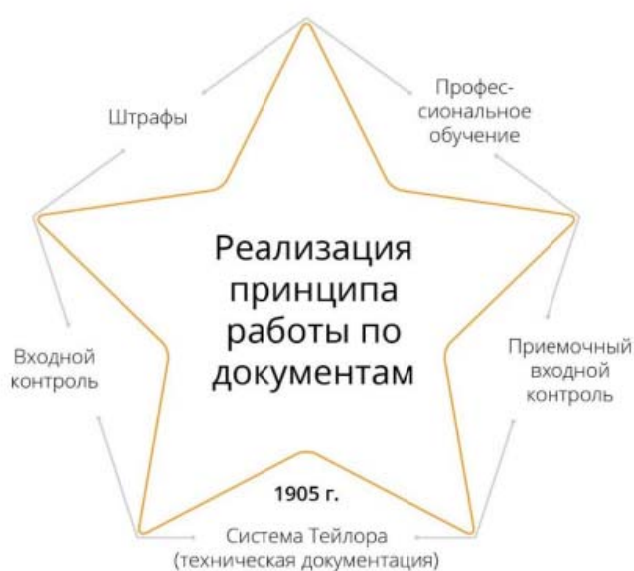 Штрафы
Профес-
сиональное
обучение
Реализация
принципа
работы по
документам
Входной
контроль
Приемочный
входной
контроль
1905 г.
Система Тейлора
(техническая документация)